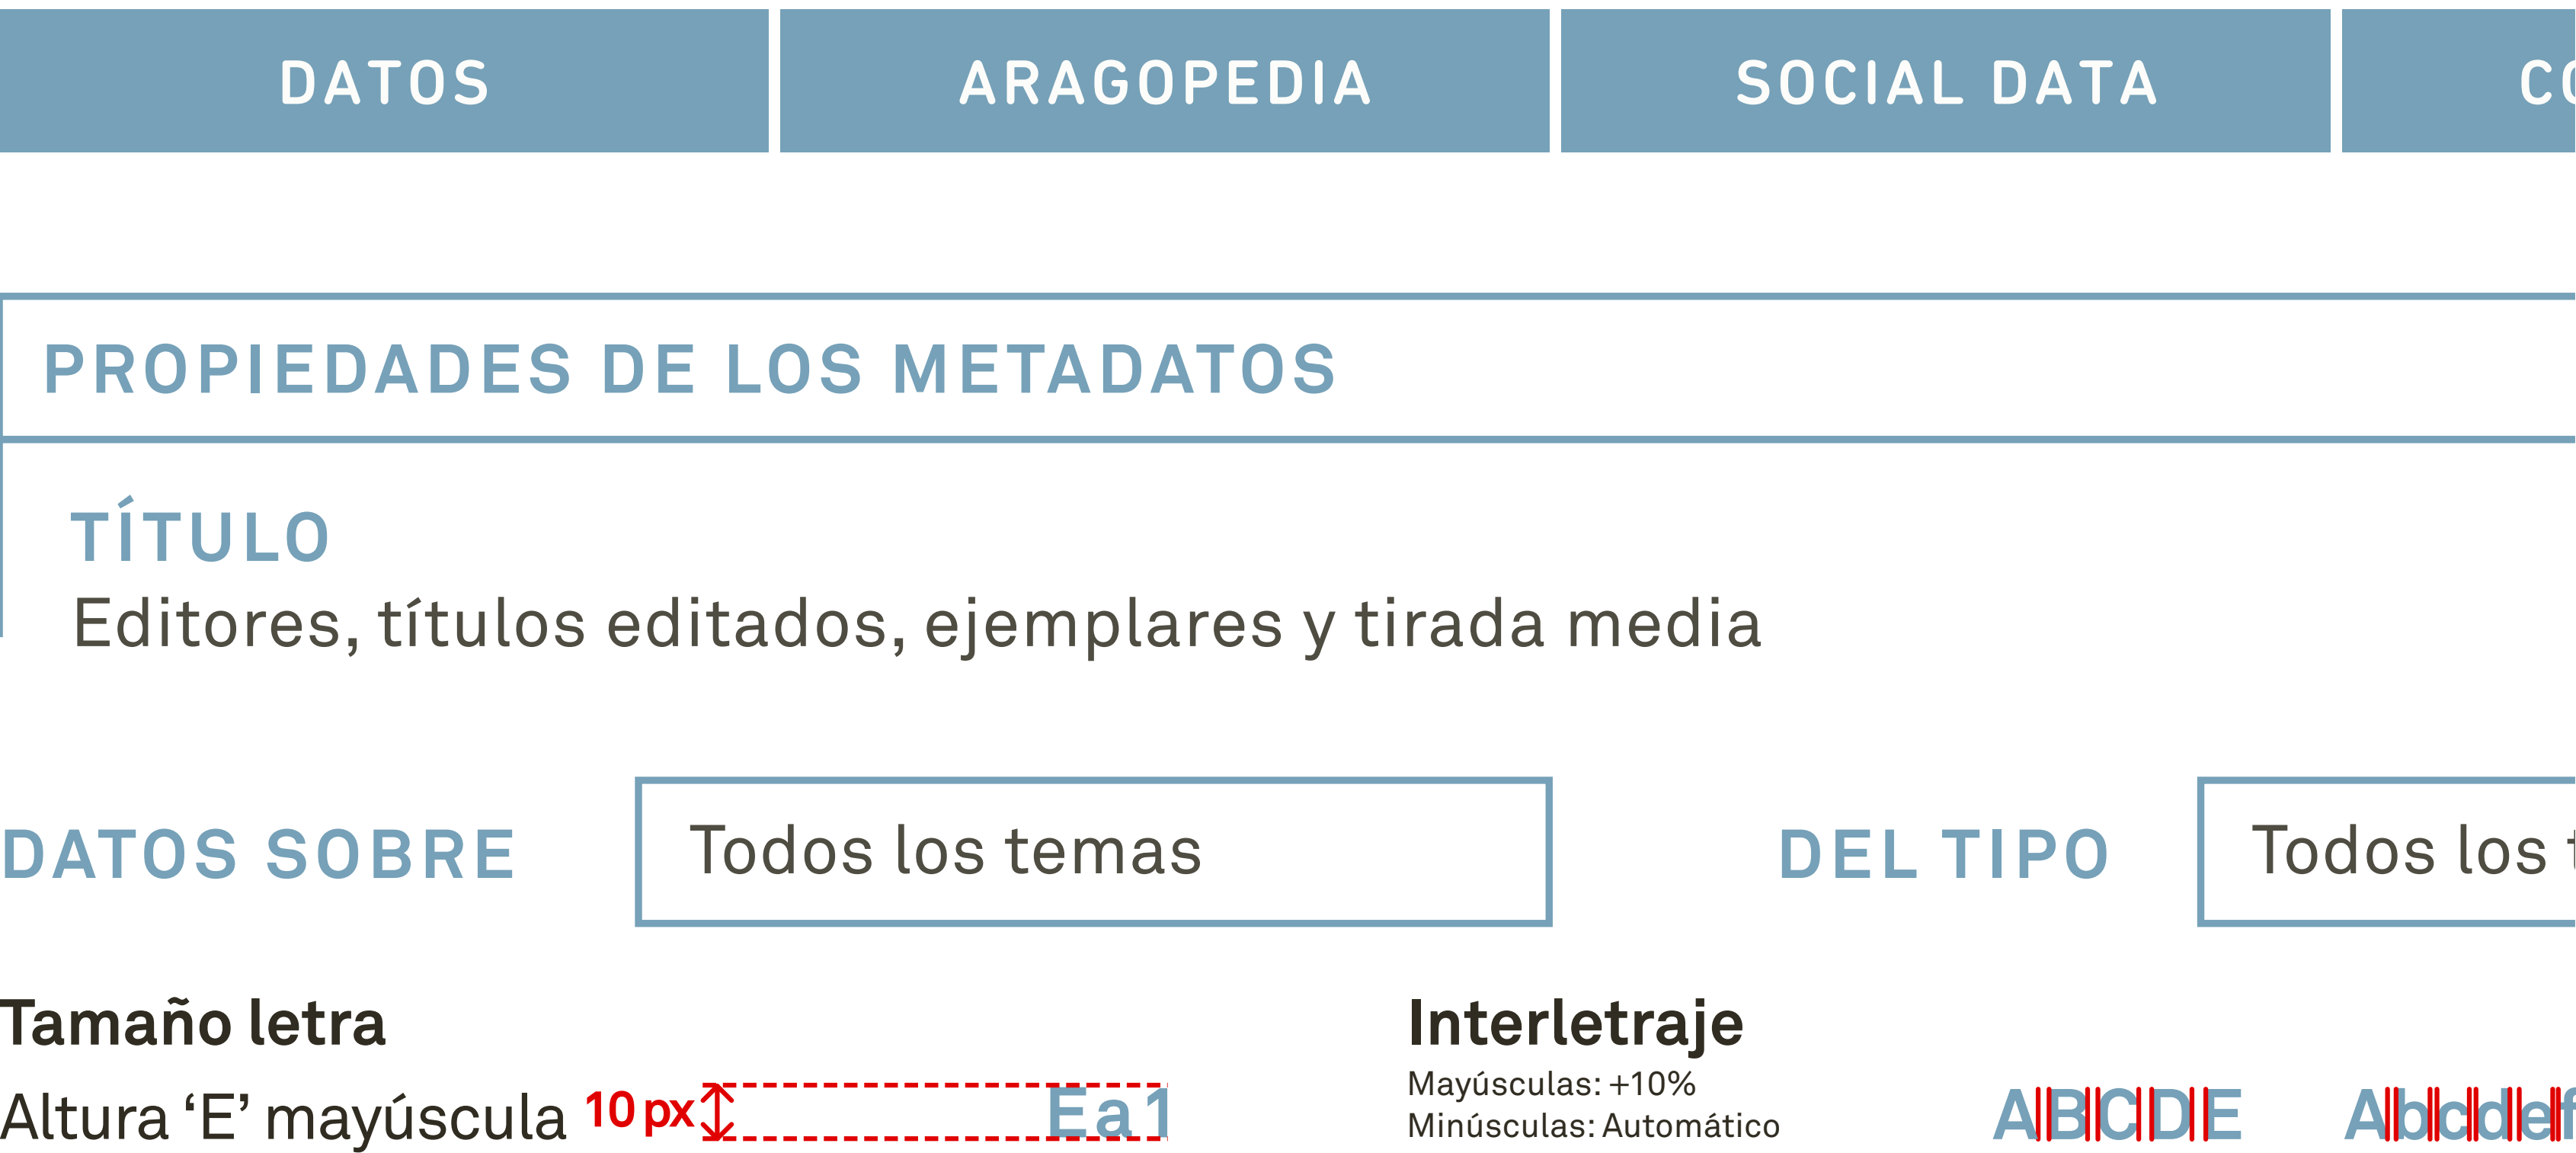 DATOS ARAGOPEDIA SOCIAL DATA
PROPIEDADES DE LOS METADATOS
TÍTULO
Editores, títulos editados, ejemplares y tirada media
DATOS SOBRE Todos los temas DEL TIPO Todos los
Tamaño letra
Altura ‘E’ mayúscula 10 px Ea1
Interletraje
Mayúsculas: +10%
Minúsculas: Automático
ABCDE Abcdef